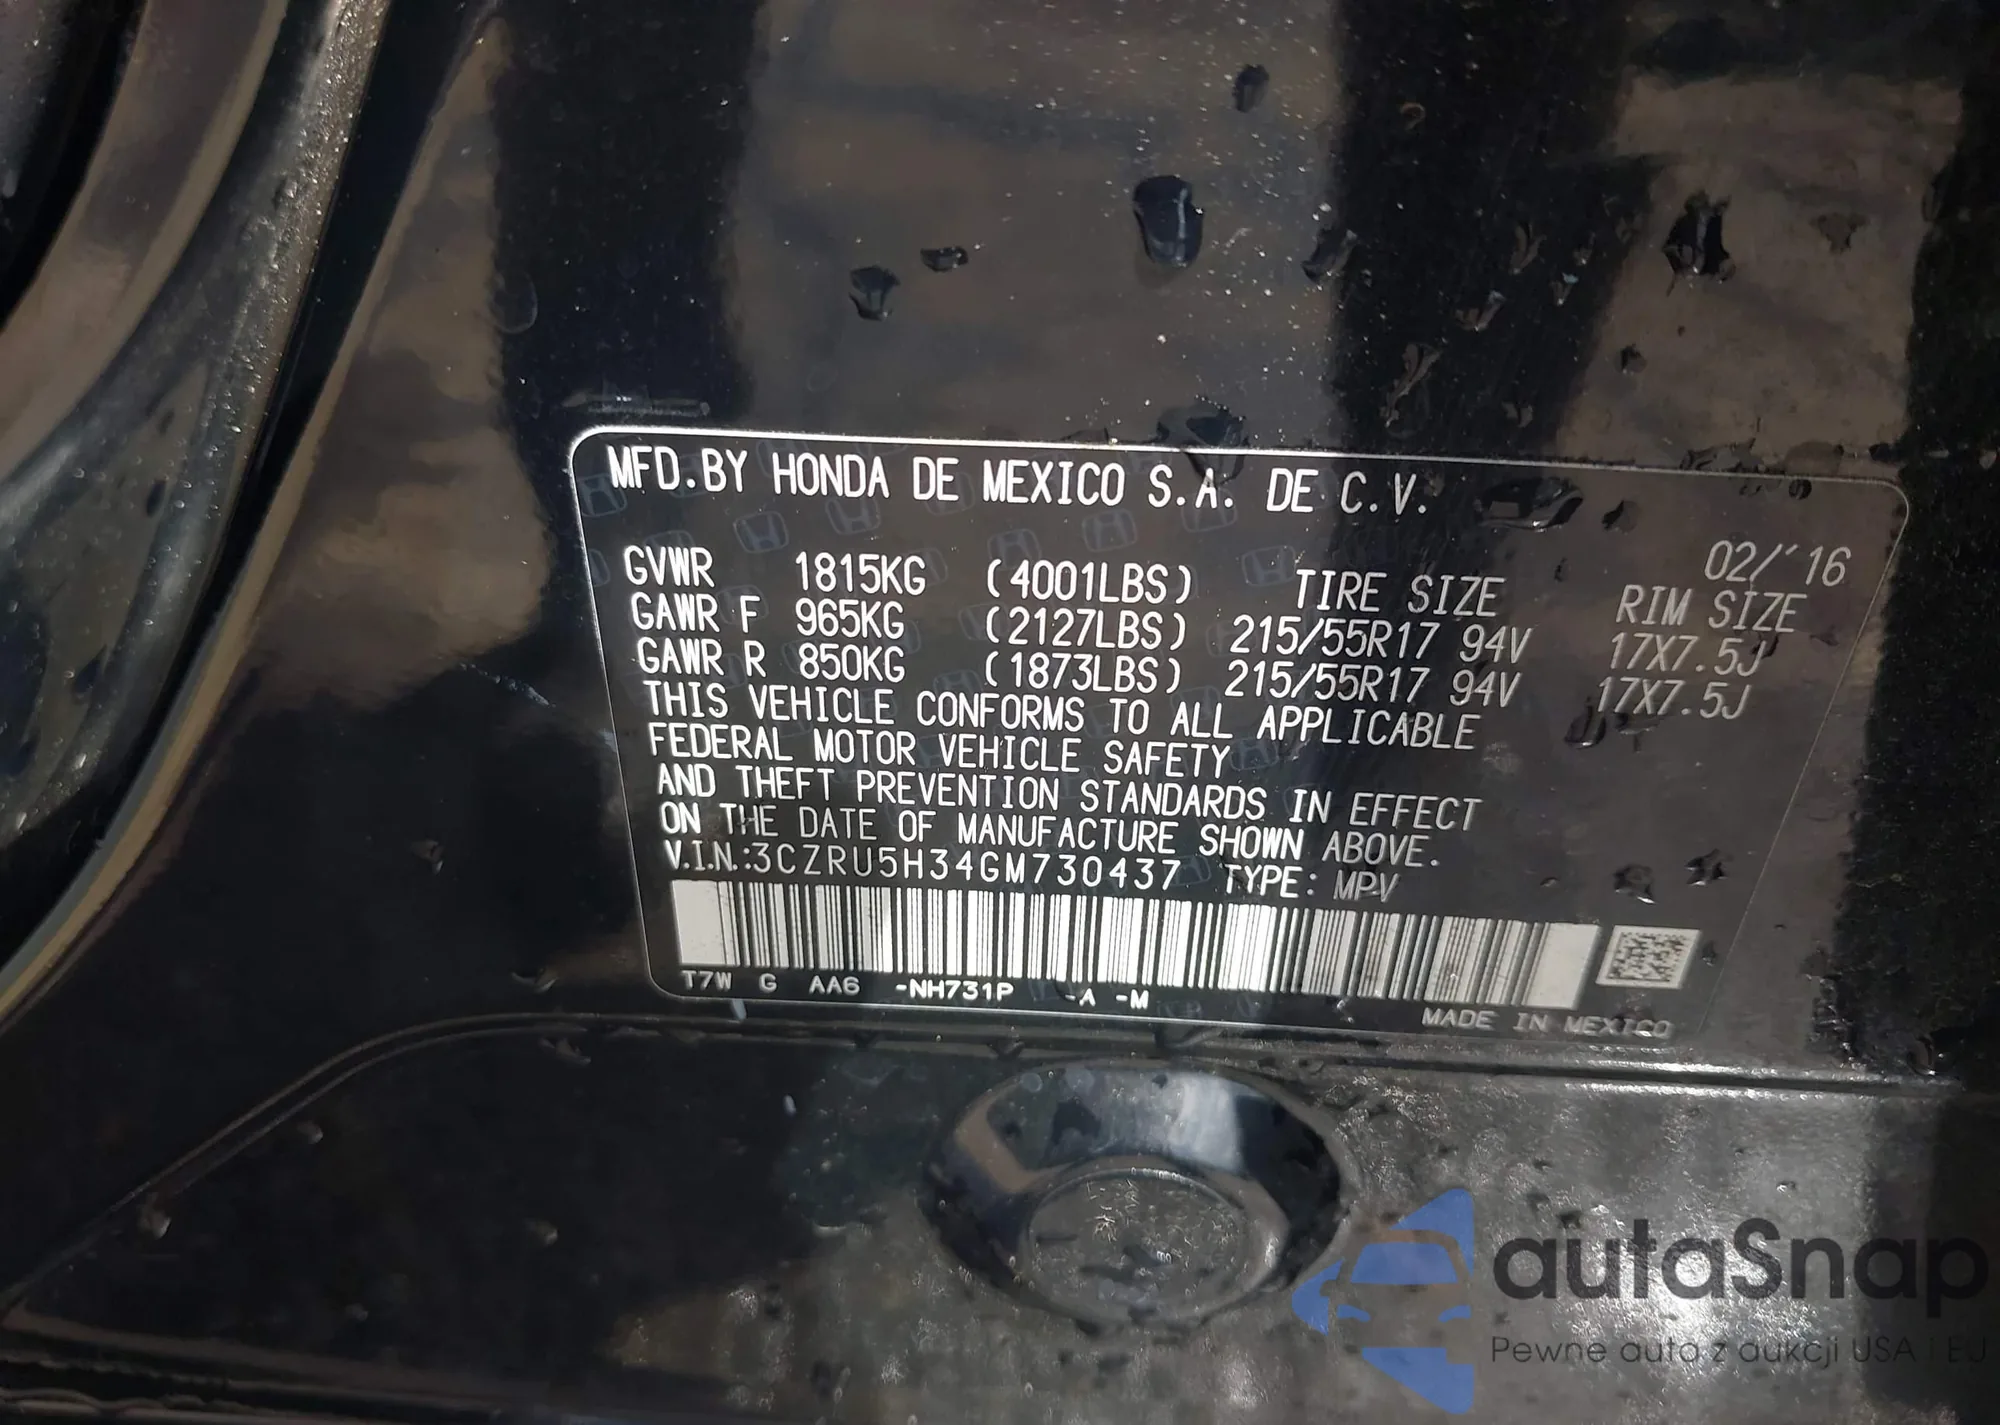 MFD.BY HONDA DE MEXICO S.A. DE C.V.
02/'16
GVWR 1815KG (4001LBS) TIRE SIZE RIM SIZE
GAWR F 965KG (2127LBS) 215/55R17 94V 17X7.5J
GAWR R 850KG (1873LBS) 215/55R17 94V 17X7.5J
THIS VEHICLE CONFORMS TO ALL APPLICABLE
FEDERAL MOTOR VEHICLE SAFETY
AND THEFT PREVENTION STANDARDS IN EFFECT
ON THE DATE OF MANUFACTURE SHOWN ABOVE.
V.I.N.:3CZRU5H34GM730437 TYPE: MPV
T7W G AA6 -NH731P -A -M
MADE IN MEXICO
autaSnap
Pewne auta z aukcji USA i EU